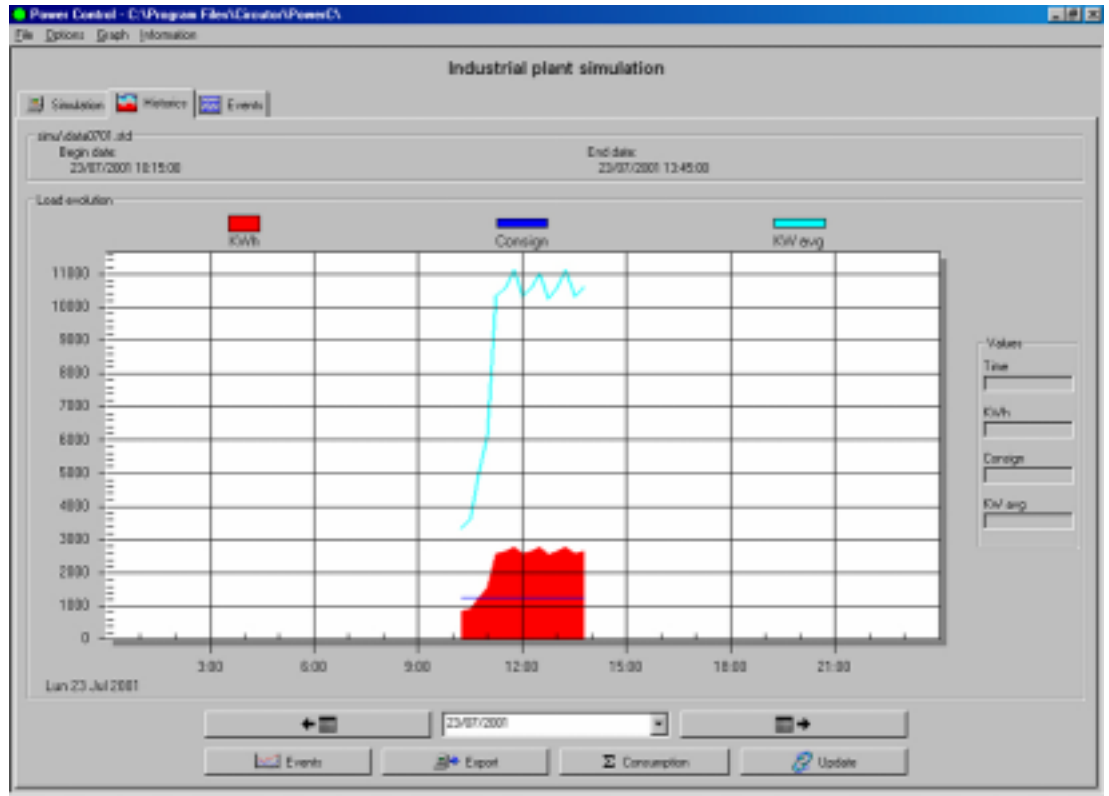 Power Control - C:\Program Files\Circutor\PowerC\
File Options Graph Information
Industrial plant simulation
Simulation Historics Events
simu\data0701.std
Begin date: End date:
23/07/2001 10:15:00 23/07/2001 13:45:00
Load evolution
KWh Consign KW avg
11000
10000
9000
8000
7000
6000
5000
4000
3000
2000
1000
0
3:00 6:00 9:00 12:00 15:00 18:00 21:00
Lun 23 Jul 2001
Values
Time
KWh
Consign
KW avg
23/07/2001
Events Export Σ Consumption Update